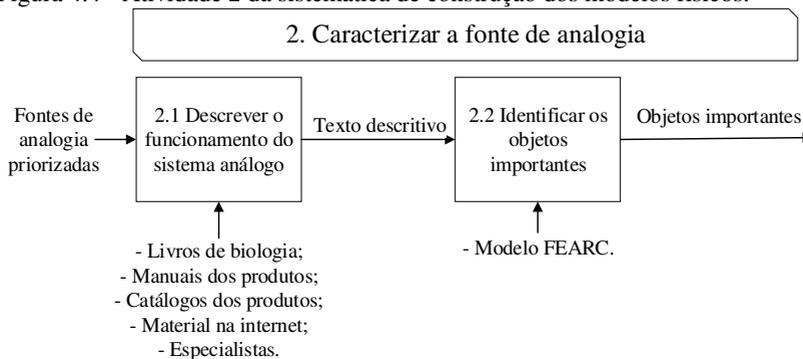 Figura 4.4 - Atividade 2 da sistemática de construção dos modelos físicos.
2. Caracterizar a fonte de analogia
Fontes de
analogia
priorizadas
2.1 Descrever o
funcionamento do
sistema análogo
Texto descritivo
2.2 Identificar os
objetos
importantes
Objetos importantes
- Livros de biologia;
- Manuais dos produtos;
- Catálogos dos produtos;
- Material na internet;
- Especialistas.
- Modelo FEARC.